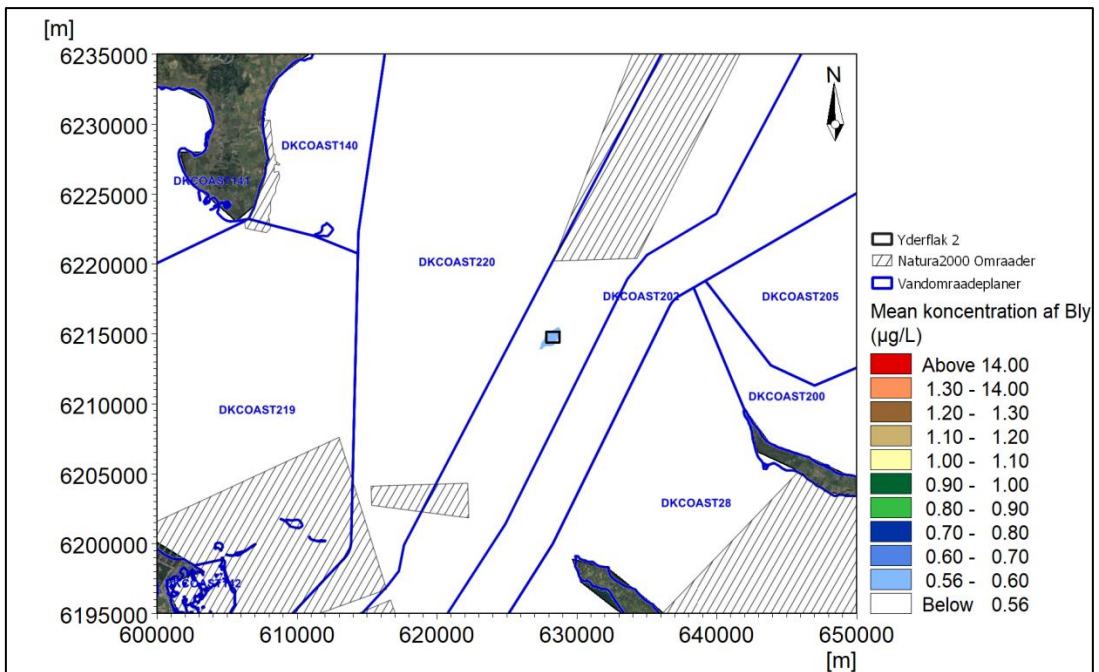 [m]
6235000
6230000
6225000
6220000
6215000
6210000
6205000
6200000
6195000
600000 610000 620000 630000 640000 650000
[m]
N
DKCOAST140
DKCOAST141
DKCOAST220
DKCOAST202
DKCOAST205
DKCOAST219
DKCOAST200
DKCOAST28
Yderflak 2
Natura2000 Omraader
Vandomraadeplaner
Mean koncentration af Bly
(µg/L)
Above 14.00
1.30 - 14.00
1.20 - 1.30
1.10 - 1.20
1.00 - 1.10
0.90 - 1.00
0.80 - 0.90
0.70 - 0.80
0.60 - 0.70
0.56 - 0.60
Below 0.56